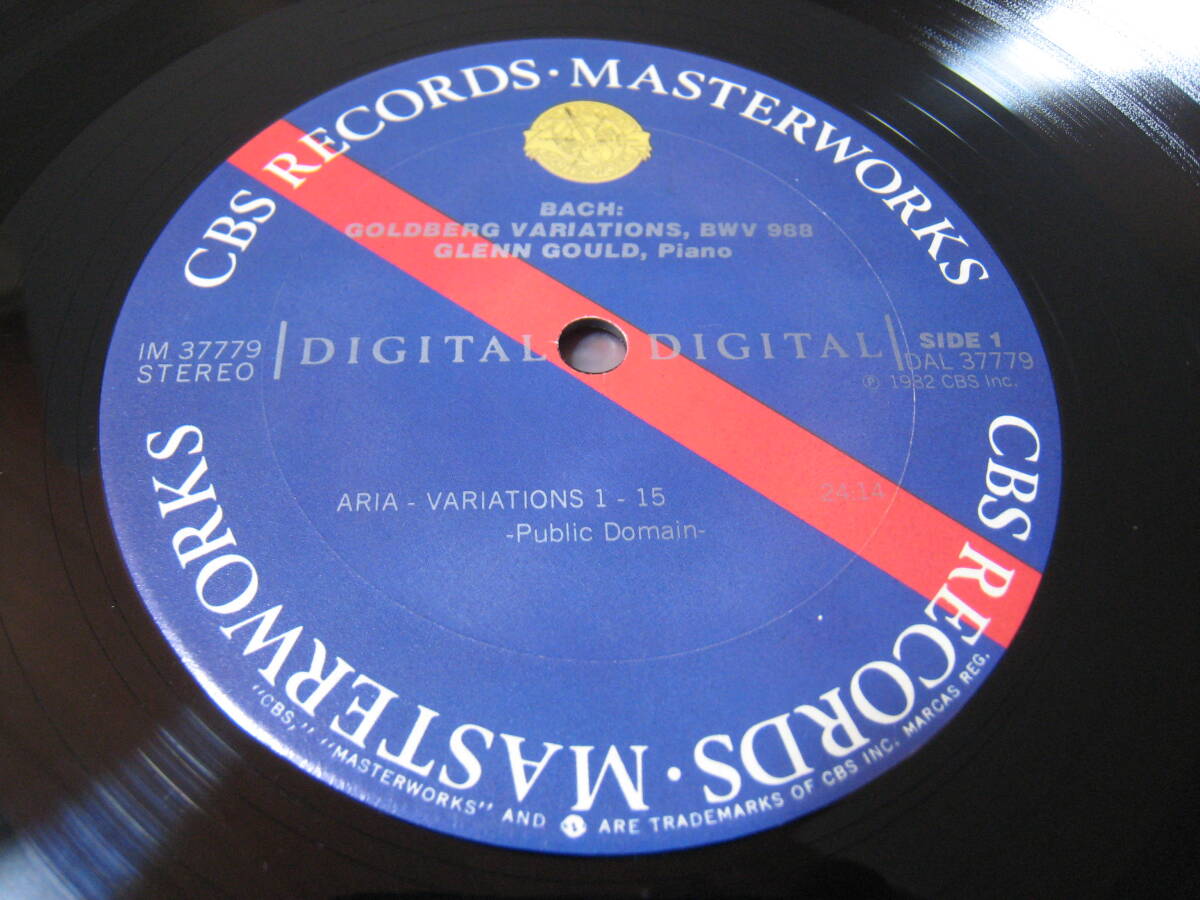 CBS RECORDS · MASTERWORKS
BACH:
GOLDBERG VARIATIONS, BWV 988
GLENN GOULD, Piano
IM 37779
STEREO
DIGITAL DIGITAL
SIDE 1
DAL 37779
℗ 1982 CBS Inc.
ARIA - VARIATIONS 1 - 15 24:14
-Public Domain-
CBS RECORDS · MASTERWORKS
"CBS," "MASTERWORKS" AND ARE TRADEMARKS OF CBS INC. MARCAS REG.